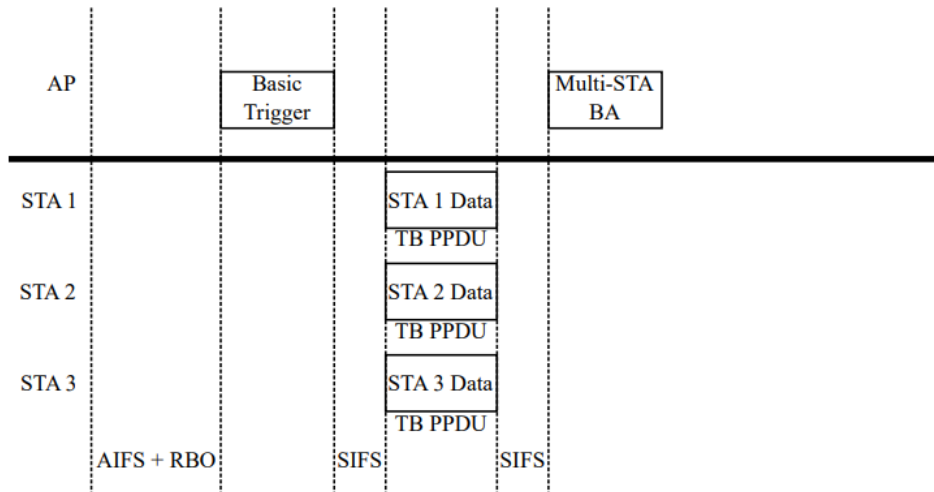 AP
Basic
Trigger
Multi-STA
BA
STA 1
STA 1 Data
TB PPDU
STA 2
STA 2 Data
TB PPDU
STA 3
STA 3 Data
TB PPDU
AIFS + RBO
SIFS
SIFS